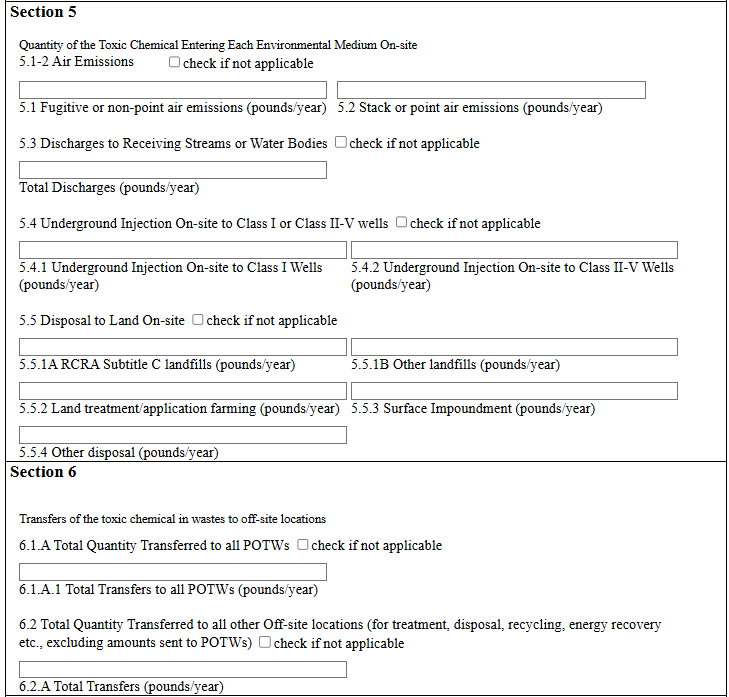 Section 5
Quantity of the Toxic Chemical Entering Each Environmental Medium On-site
5.1-2 Air Emissions check if not applicable
5.1 Fugitive or non-point air emissions (pounds/year) 5.2 Stack or point air emissions (pounds/year)
5.3 Discharges to Receiving Streams or Water Bodies check if not applicable
Total Discharges (pounds/year)
5.4 Underground Injection On-site to Class I or Class II-V wells check if not applicable
5.4.1 Underground Injection On-site to Class I Wells 5.4.2 Underground Injection On-site to Class II-V Wells
(pounds/year) (pounds/year)
5.5 Disposal to Land On-site check if not applicable
5.5.1A RCRA Subtitle C landfills (pounds/year) 5.5.1B Other landfills (pounds/year)
5.5.2 Land treatment/application farming (pounds/year) 5.5.3 Surface Impoundment (pounds/year)
5.5.4 Other disposal (pounds/year)
Section 6
Transfers of the toxic chemical in wastes to off-site locations
6.1.A Total Quantity Transferred to all POTWs check if not applicable
6.1.A.1 Total Transfers to all POTWs (pounds/year)
6.2 Total Quantity Transferred to all other Off-site locations (for treatment, disposal, recycling, energy recovery
etc., excluding amounts sent to POTWs) check if not applicable
6.2.A Total Transfers (pounds/year)